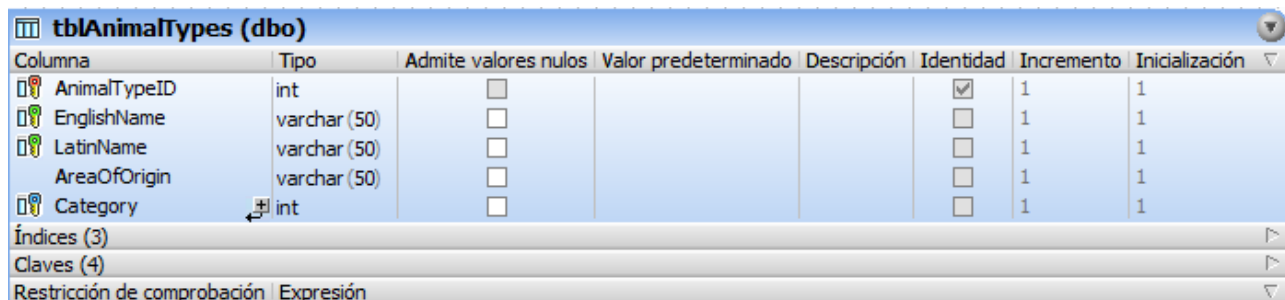 tblAnimalTypes (dbo)
Columna Tipo Admite valores nulos Valor predeterminado Descripción Identidad Incremento Inicialización
AnimalTypeID int 1 1
EnglishName varchar (50) 1 1
LatinName varchar (50) 1 1
AreaOfOrigin varchar (50) 1 1
Category int 1 1
Índices (3)
Claves (4)
Restricción de comprobación Expresión